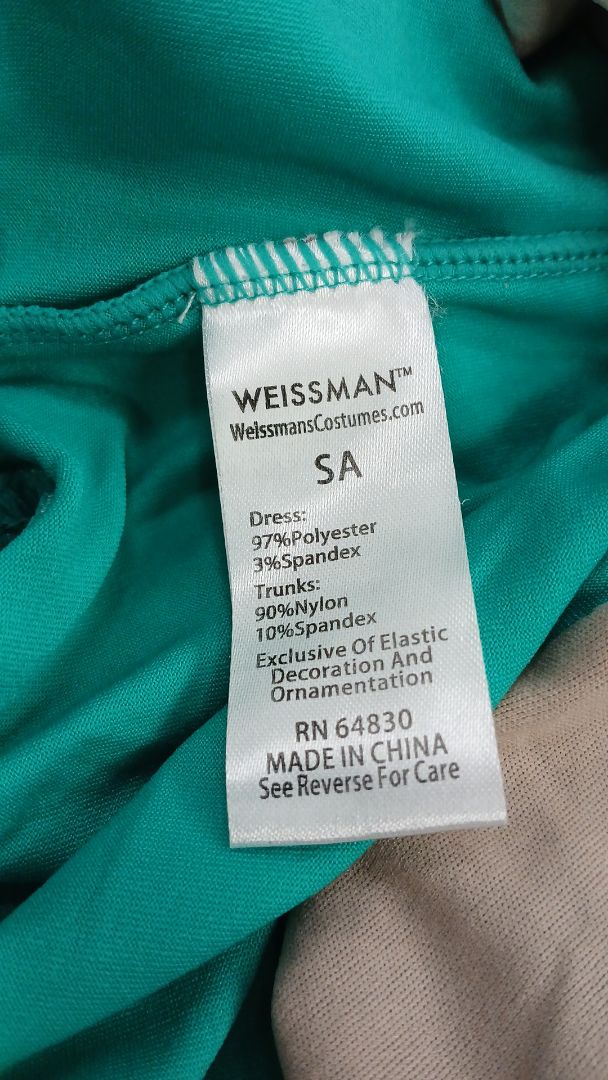 WEISSMAN™
WeissmansCostumes.com
SA
Dress:
97%Polyester
3%Spandex
Trunks:
90%Nylon
10%Spandex
Exclusive Of Elastic
Decoration And
Ornamentation
RN 64830
MADE IN CHINA
See Reverse For Care